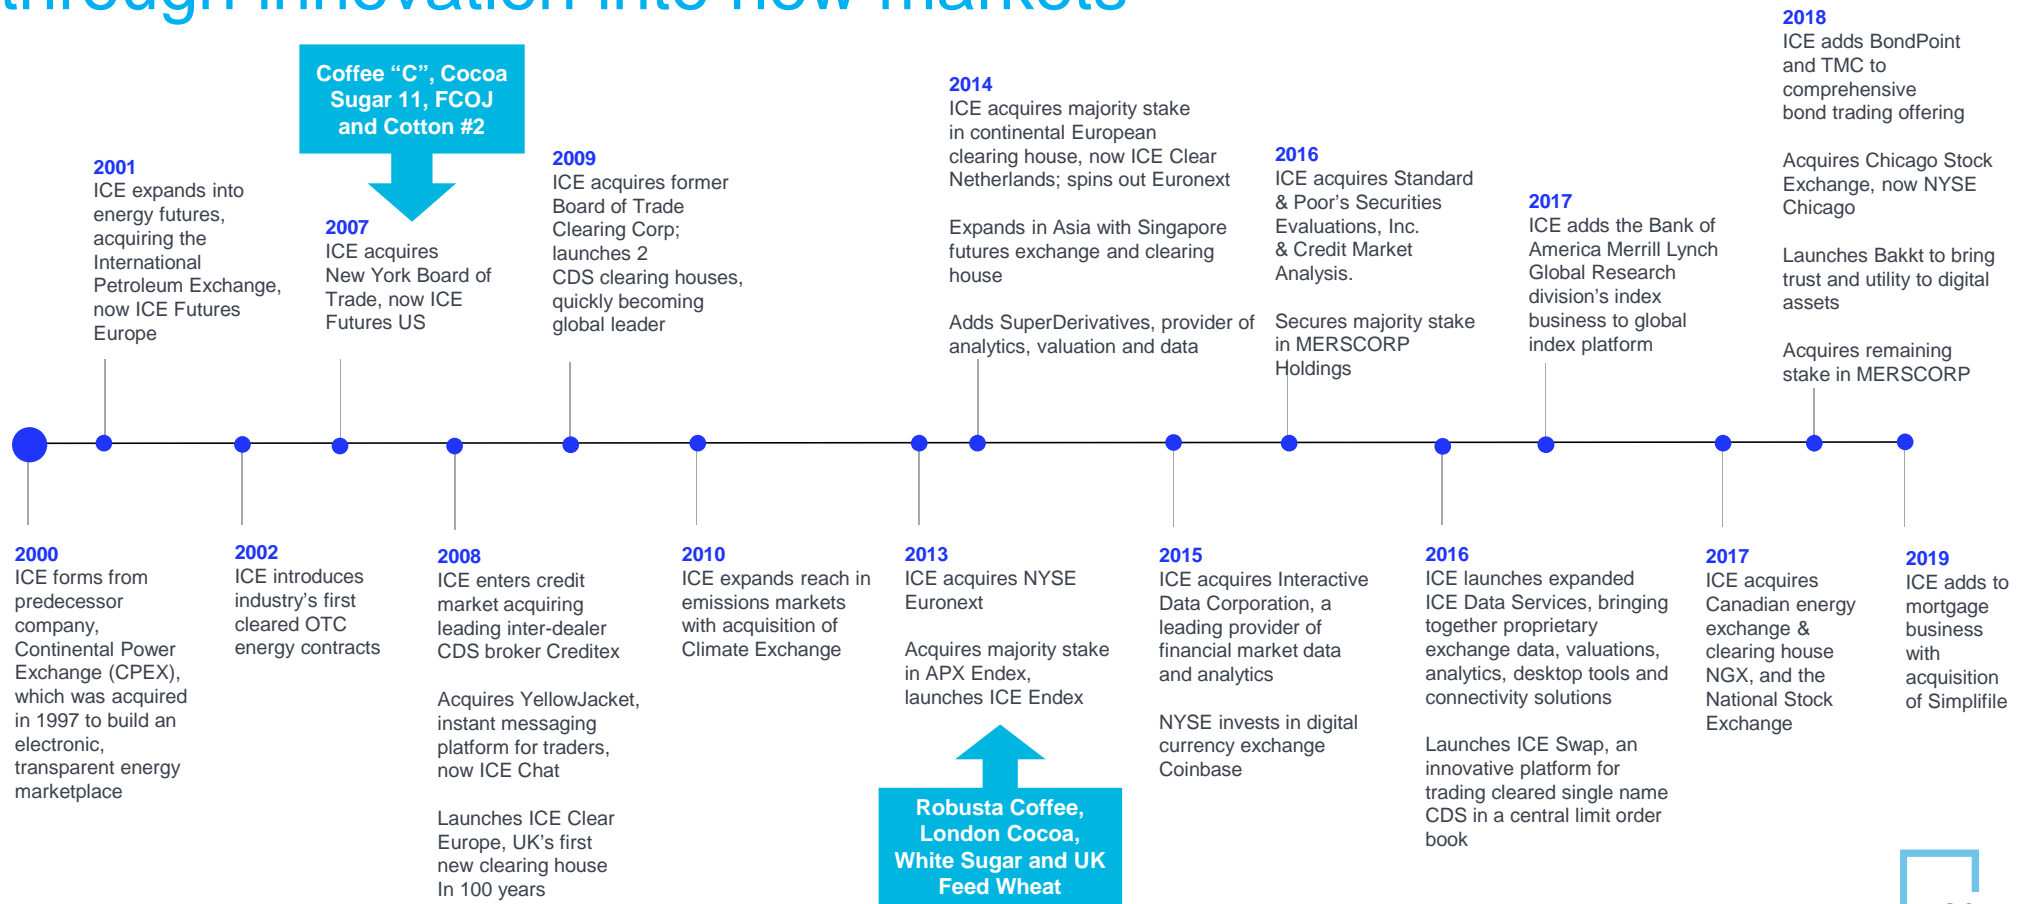 through innovation into new markets
Coffee “C”, Cocoa
Sugar 11, FCOJ
and Cotton #2
2001
ICE expands into
energy futures,
acquiring the
International
Petroleum Exchange,
now ICE Futures
Europe
2007
ICE acquires
New York Board of
Trade, now ICE
Futures US
2009
ICE acquires former
Board of Trade
Clearing Corp;
launches 2
CDS clearing houses,
quickly becoming
global leader
2014
ICE acquires majority stake
in continental European
clearing house, now ICE Clear
Netherlands; spins out Euronext
Expands in Asia with Singapore
futures exchange and clearing
house
Adds SuperDerivatives, provider of
analytics, valuation and data
2016
ICE acquires Standard
& Poor’s Securities
Evaluations, Inc.
& Credit Market
Analysis.
Secures majority stake
in MERSCORP
Holdings
2017
ICE adds the Bank of
America Merrill Lynch
Global Research
division’s index
business to global
index platform
2018
ICE adds BondPoint
and TMC to
comprehensive
bond trading offering
Acquires Chicago Stock
Exchange, now NYSE
Chicago
Launches Bakkt to bring
trust and utility to digital
assets
Acquires remaining
stake in MERSCORP
2000
ICE forms from
predecessor
company,
Continental Power
Exchange (CPEX),
which was acquired
in 1997 to build an
electronic,
transparent energy
marketplace
2002
ICE introduces
industry’s first
cleared OTC
energy contracts
2008
ICE enters credit
market acquiring
leading inter-dealer
CDS broker Creditex
Acquires YellowJacket,
instant messaging
platform for traders,
now ICE Chat
Launches ICE Clear
Europe, UK’s first
new clearing house
In 100 years
2010
ICE expands reach in
emissions markets
with acquisition of
Climate Exchange
2013
ICE acquires NYSE
Euronext
Acquires majority stake
in APX Endex,
launches ICE Endex
Robusta Coffee,
London Cocoa,
White Sugar and UK
Feed Wheat
2015
ICE acquires Interactive
Data Corporation, a
leading provider of
financial market data
and analytics
NYSE invests in digital
currency exchange
Coinbase
2016
ICE launches expanded
ICE Data Services, bringing
together proprietary
exchange data, valuations,
analytics, desktop tools and
connectivity solutions
Launches ICE Swap, an
innovative platform for
trading cleared single name
CDS in a central limit order
book
2017
ICE acquires
Canadian energy
exchange &
clearing house
NGX, and the
National Stock
Exchange
2019
ICE adds to
mortgage
business
with
acquisition
of Simplifile